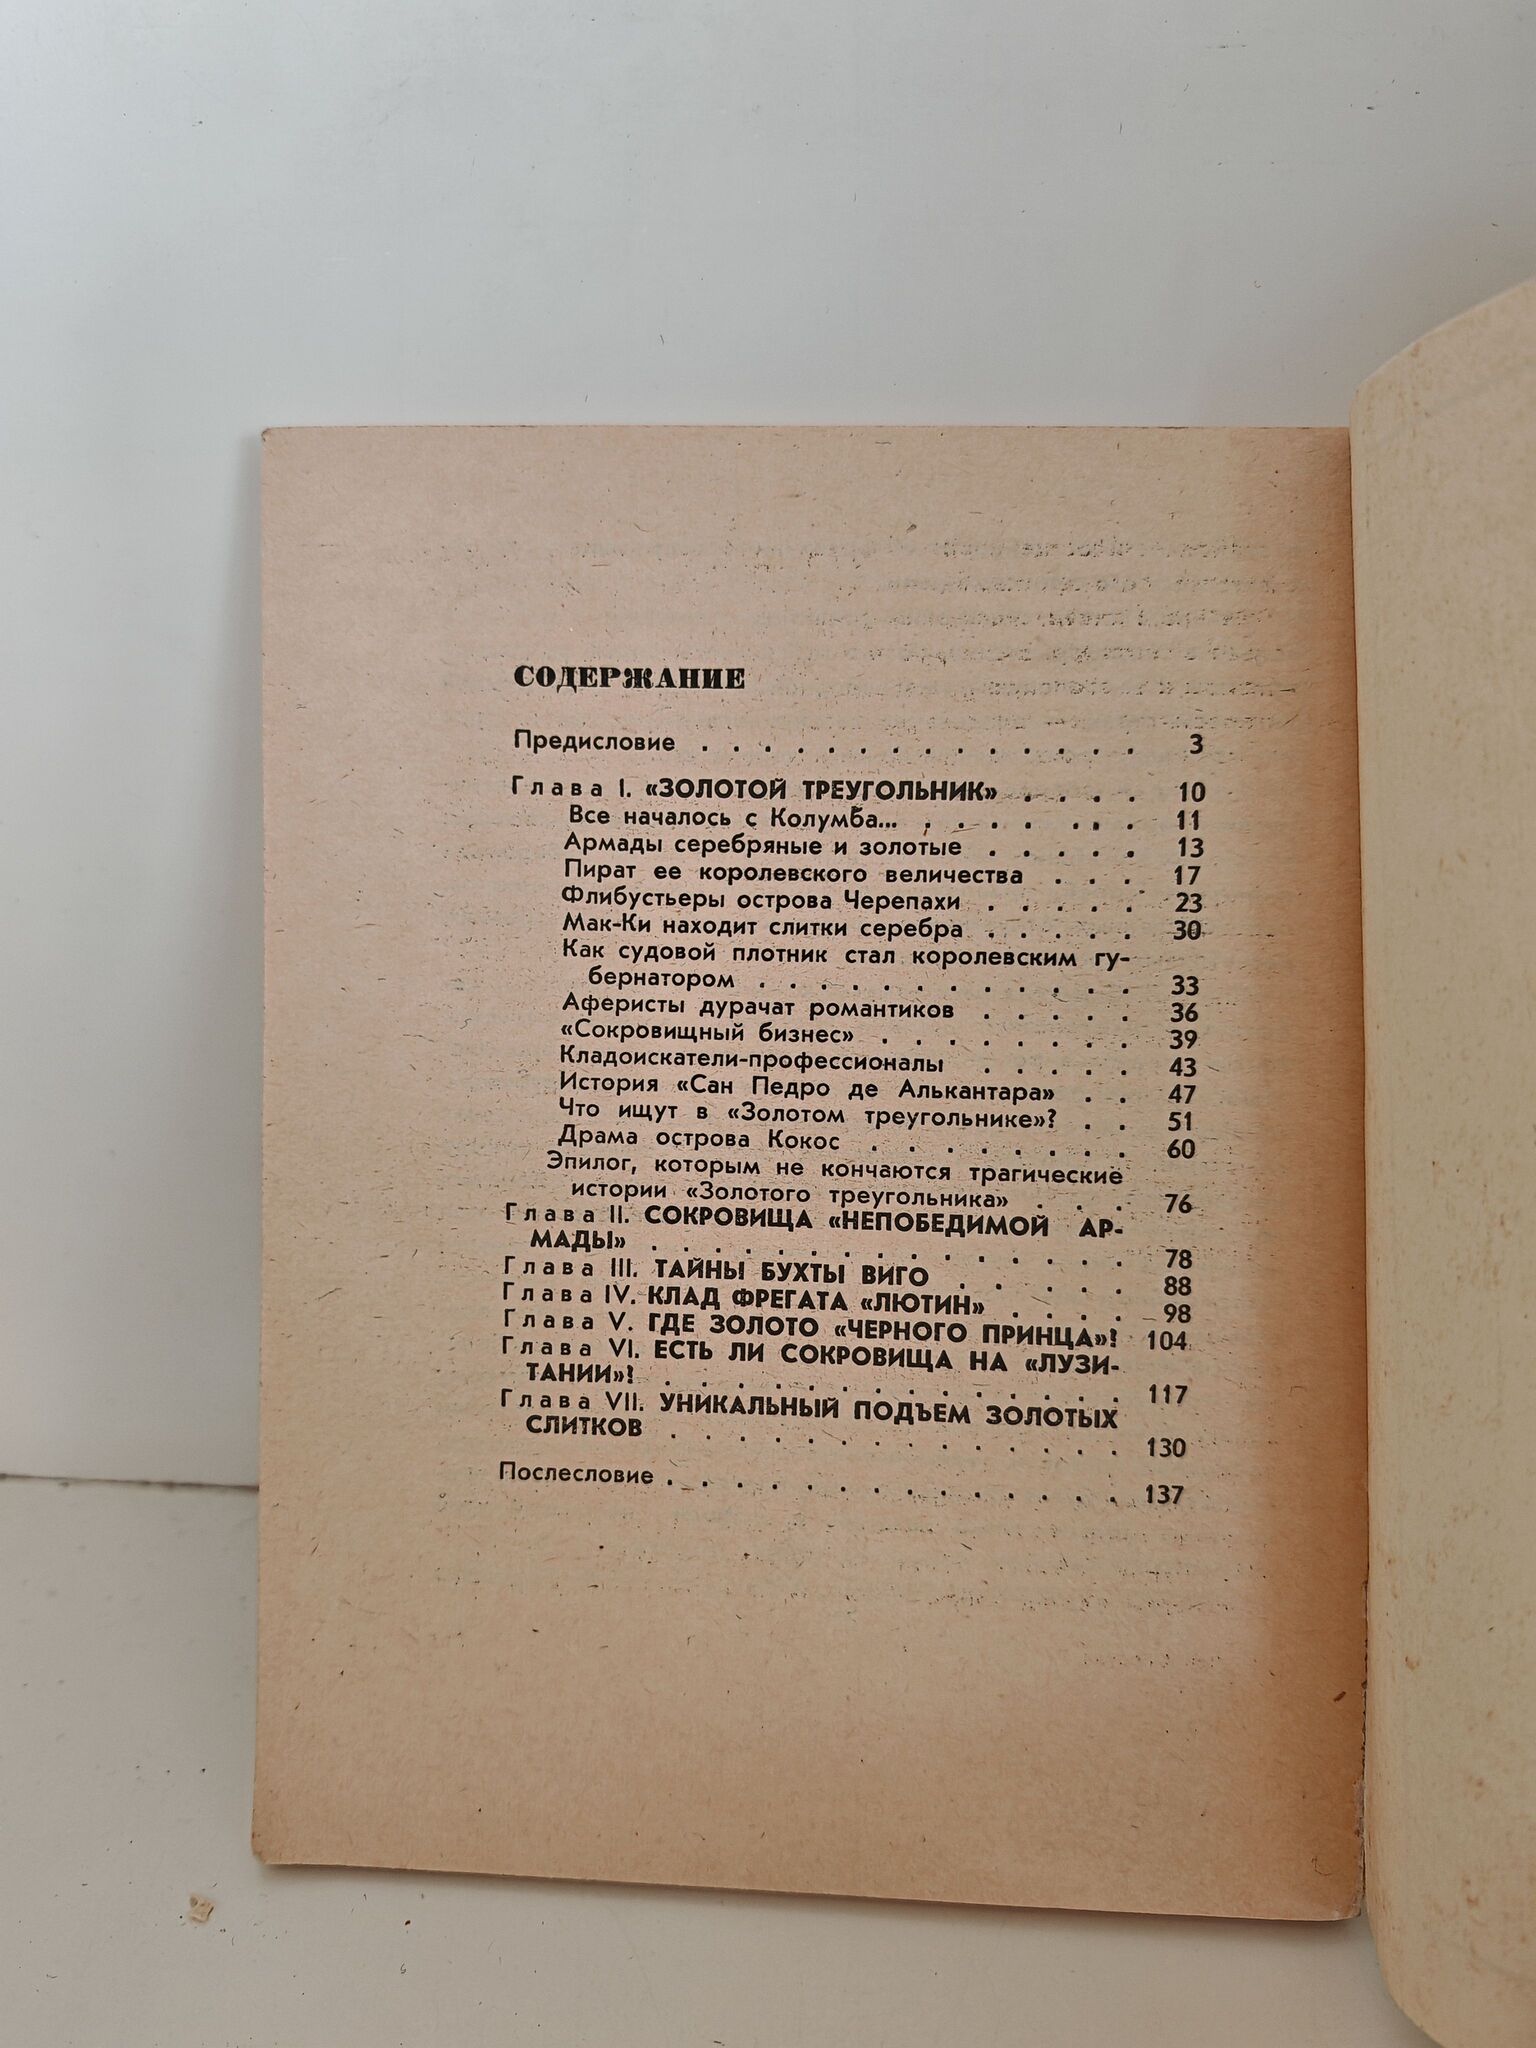 СОДЕРЖАНИЕ
Предисловие . . . . . . . . . . . . . . 3
Глава I. «ЗОЛОТОЙ ТРЕУГОЛЬНИК» . . . . 10
Все началось с Колумба... . . . . . . . . 11
Армады серебряные и золотые . . . . . 13
Пират ее королевского величества . . . 17
Флибустьеры острова Черепахи . . . . . 23
Мак-Ки находит слитки серебра . . . . . 30
Как судовой плотник стал королевским гу-
бернатором . . . . . . . . . . . . 33
Аферисты дурачат романтиков . . . . . 36
«Сокровищный бизнес» . . . . . . . . 39
Кладоискатели-профессионалы . . . . . 43
История «Сан Педро де Алькантара» . . 47
Что ищут в «Золотом треугольнике»? . . 51
Драма острова Кокос . . . . . . . . 60
Эпилог, которым не кончаются трагические
истории «Золотого треугольника» . . . 76
Глава II. СОКРОВИЩА «НЕПОБЕДИМОЙ АР-
МАДЫ» . . . . . . . . . . . . . . . 78
Глава III. ТАЙНЫ БУХТЫ ВИГО . . . . . 88
Глава IV. КЛАД ФРЕГАТА «ЛЮТИН» . . . . 98
Глава V. ГДЕ ЗОЛОТО «ЧЕРНОГО ПРИНЦА»? 104
Глава VI. ЕСТЬ ЛИ СОКРОВИЩА НА «ЛУЗИ-
ТАНИИ»? . . . . . . . . . . . . . . 117
Глава VII. УНИКАЛЬНЫЙ ПОДЪЕМ ЗОЛОТЫХ
СЛИТКОВ . . . . . . . . . . . . . . 130
Послесловие . . . . . . . . . . . . . . 137